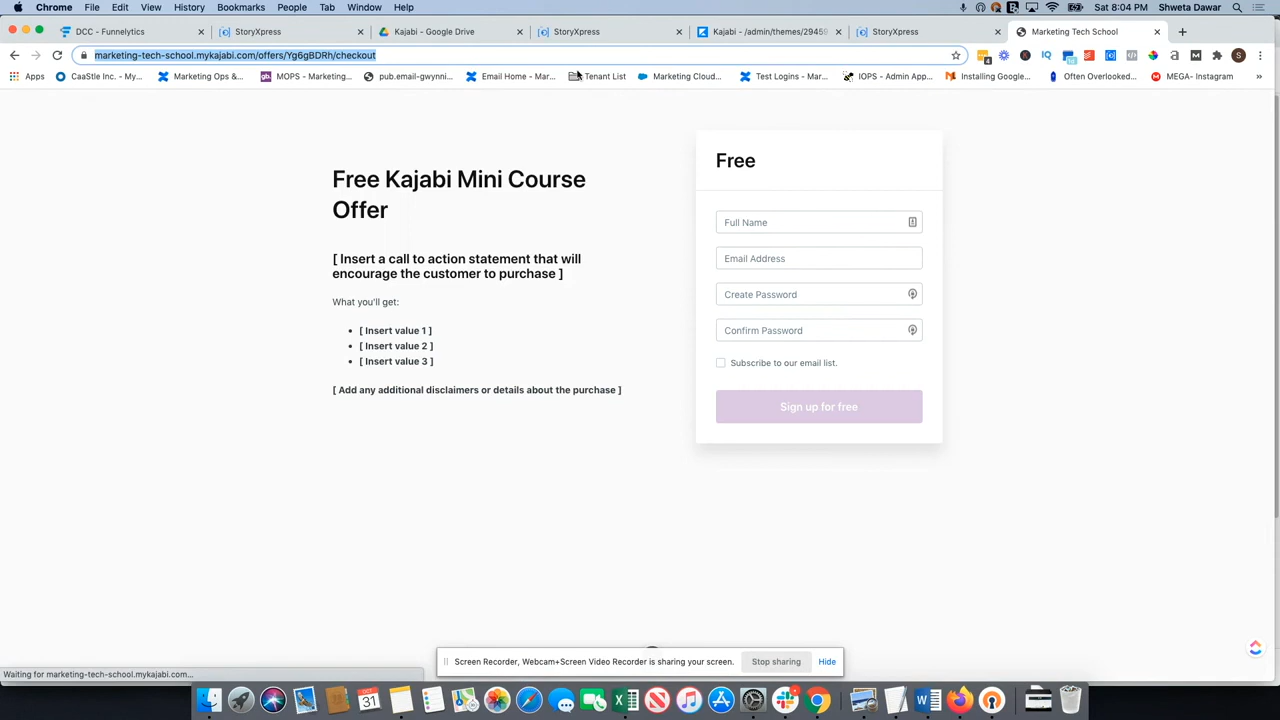 Chrome File Edit View History Bookmarks People Tab Window Help Sat 8:04 PM Shweta Dawar
DCC - Funnelytics StoryXpress Kajabi – Google Drive StoryXpress Kajabi - /admin/themes/29459 StoryXpress Marketing Tech School
marketing-tech-school.mykajabi.com/offers/Yg6gBDRh/checkout
Apps CaaStle Inc. - My... Marketing Ops &... MOPS - Marketing... pub.email-gwynni... Email Home - Mar... Tenant List Marketing Cloud... Test Logins - Mar... IOPS - Admin App... Installing Google... Often Overlooked... MEGA- Instagram »
Free Kajabi Mini Course
Offer
[ Insert a call to action statement that will
encourage the customer to purchase ]
What you'll get:
• [ Insert value 1 ]
• [ Insert value 2 ]
• [ Insert value 3 ]
[ Add any additional disclaimers or details about the purchase ]
Free
Full Name
Email Address
Create Password
Confirm Password
Subscribe to our email list.
Sign up for free
Screen Recorder, Webcam+Screen Video Recorder is sharing your screen. Stop sharing Hide
Waiting for marketing-tech-school.mykajabi.com...